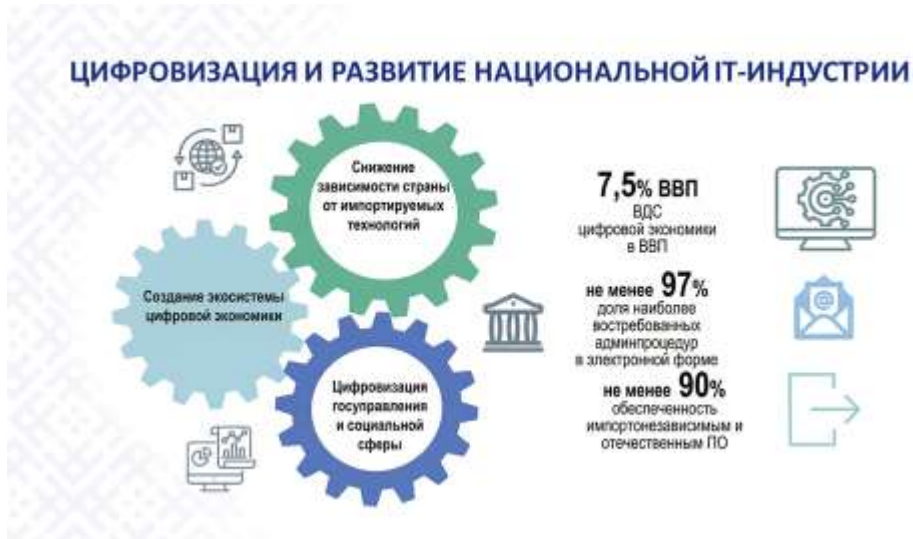 ЦИФРОВИЗАЦИЯ И РАЗВИТИЕ НАЦИОНАЛЬНОЙ IT-ИНДУСТРИИ
Снижение
зависимости страны
от импортируемых
технологий
Создание экосистемы
цифровой экономики
Цифровизация
госуправления
и социальной
сферы
7,5% ВВП
ВДС
цифровой экономики
в ВВП
не менее 97%
доля наиболее
востребованных
админпроцедур
в электронной форме
не менее 90%
обеспеченность
импортонезависимым и
отечественным ПО
@